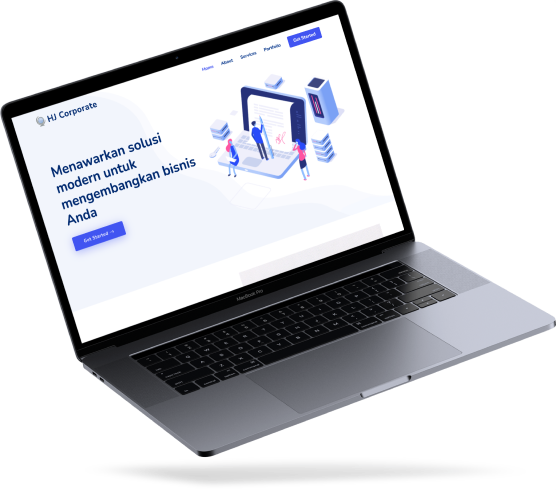 HJ Corporate
Home About Services Portfolio Get Started
Menawarkan solusi
modern untuk
mengembangkan bisnis
Anda
Get Started →
MacBook Pro